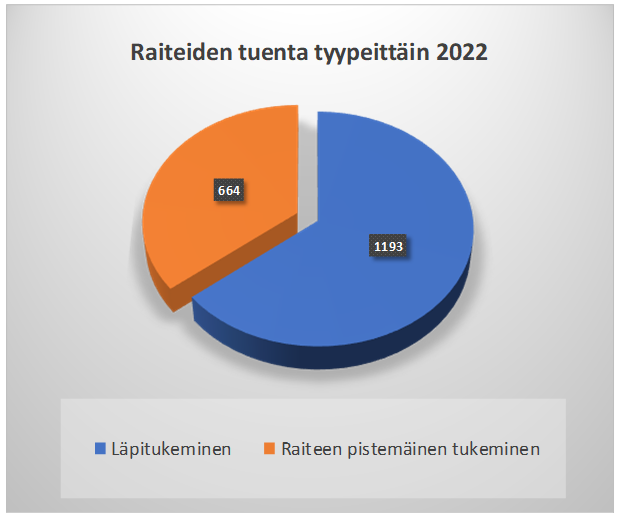 Raiteiden tuenta tyypeittäin 2022
664
1193
Läpitukeminen
Raiteen pistemäinen tukeminen